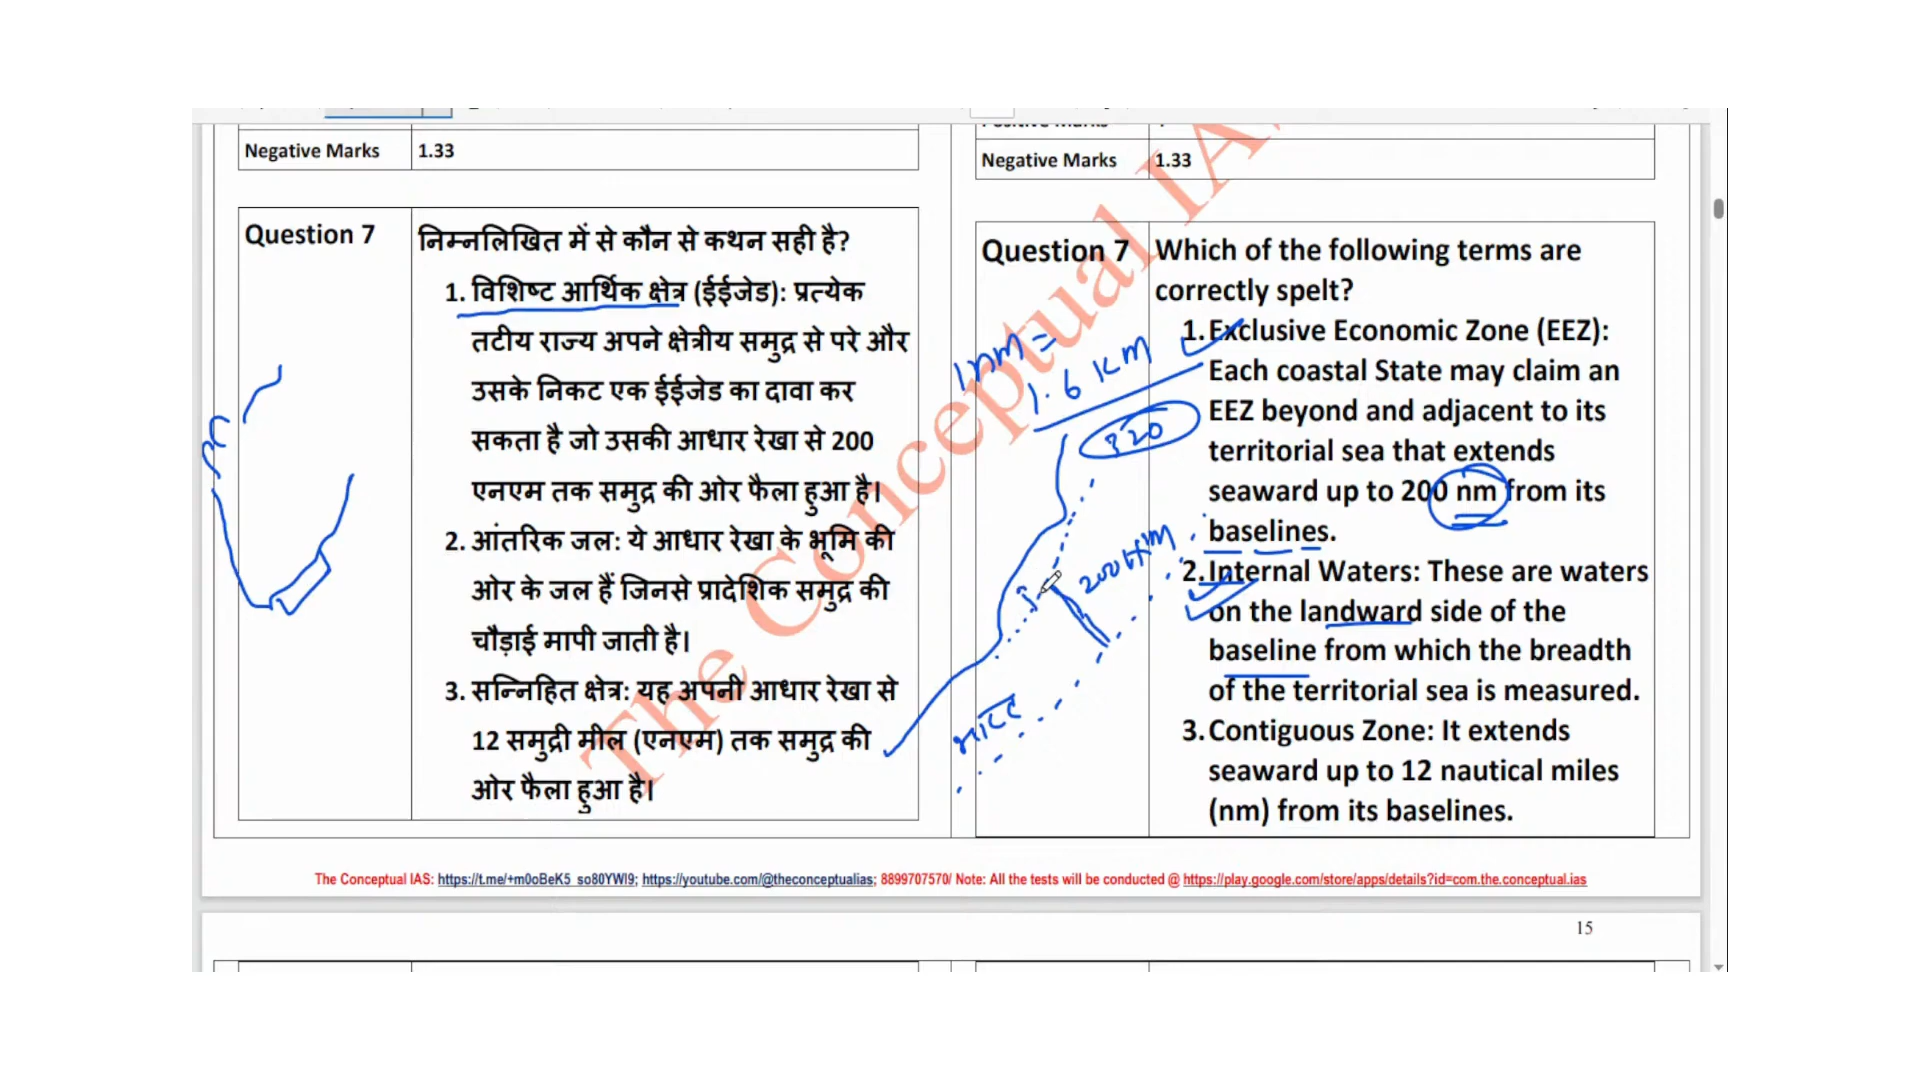 Negative Marks 1.33
Question 7 निम्नलिखित में से कौन से कथन सही है?
1. विशिष्ट आर्थिक क्षेत्र (ईईजेड): प्रत्येक
तटीय राज्य अपने क्षेत्रीय समुद्र से परे और
उसके निकट एक ईईजेड का दावा कर
सकता है जो उसकी आधार रेखा से 200
एनएम तक समुद्र की ओर फैला हुआ है।
2. आंतरिक जल: ये आधार रेखा के भूमि की
ओर के जल हैं जिनसे प्रादेशिक समुद्र की
चौड़ाई मापी जाती है।
3. सन्निहित क्षेत्र: यह अपनी आधार रेखा से
12 समुद्री मील (एनएम) तक समुद्र की
ओर फैला हुआ है।
Positive Marks
Negative Marks 1.33
Question 7 Which of the following terms are
correctly spelt?
1. Exclusive Economic Zone (EEZ):
Each coastal State may claim an
EEZ beyond and adjacent to its
territorial sea that extends
seaward up to 200 nm from its
baselines.
2. Internal Waters: These are waters
on the landward side of the
baseline from which the breadth
of the territorial sea is measured.
3. Contiguous Zone: It extends
seaward up to 12 nautical miles
(nm) from its baselines.
1nm =
1.6 KM
320
The Conceptual IAS
The Conceptual IAS: https://t.me/+m0oBeK5_so80YWI9; https://youtube.com/@theconceptualias; 8899707570/ Note: All the tests will be conducted @ https://play.google.com/store/apps/details?id=com.the.conceptual.ias
15